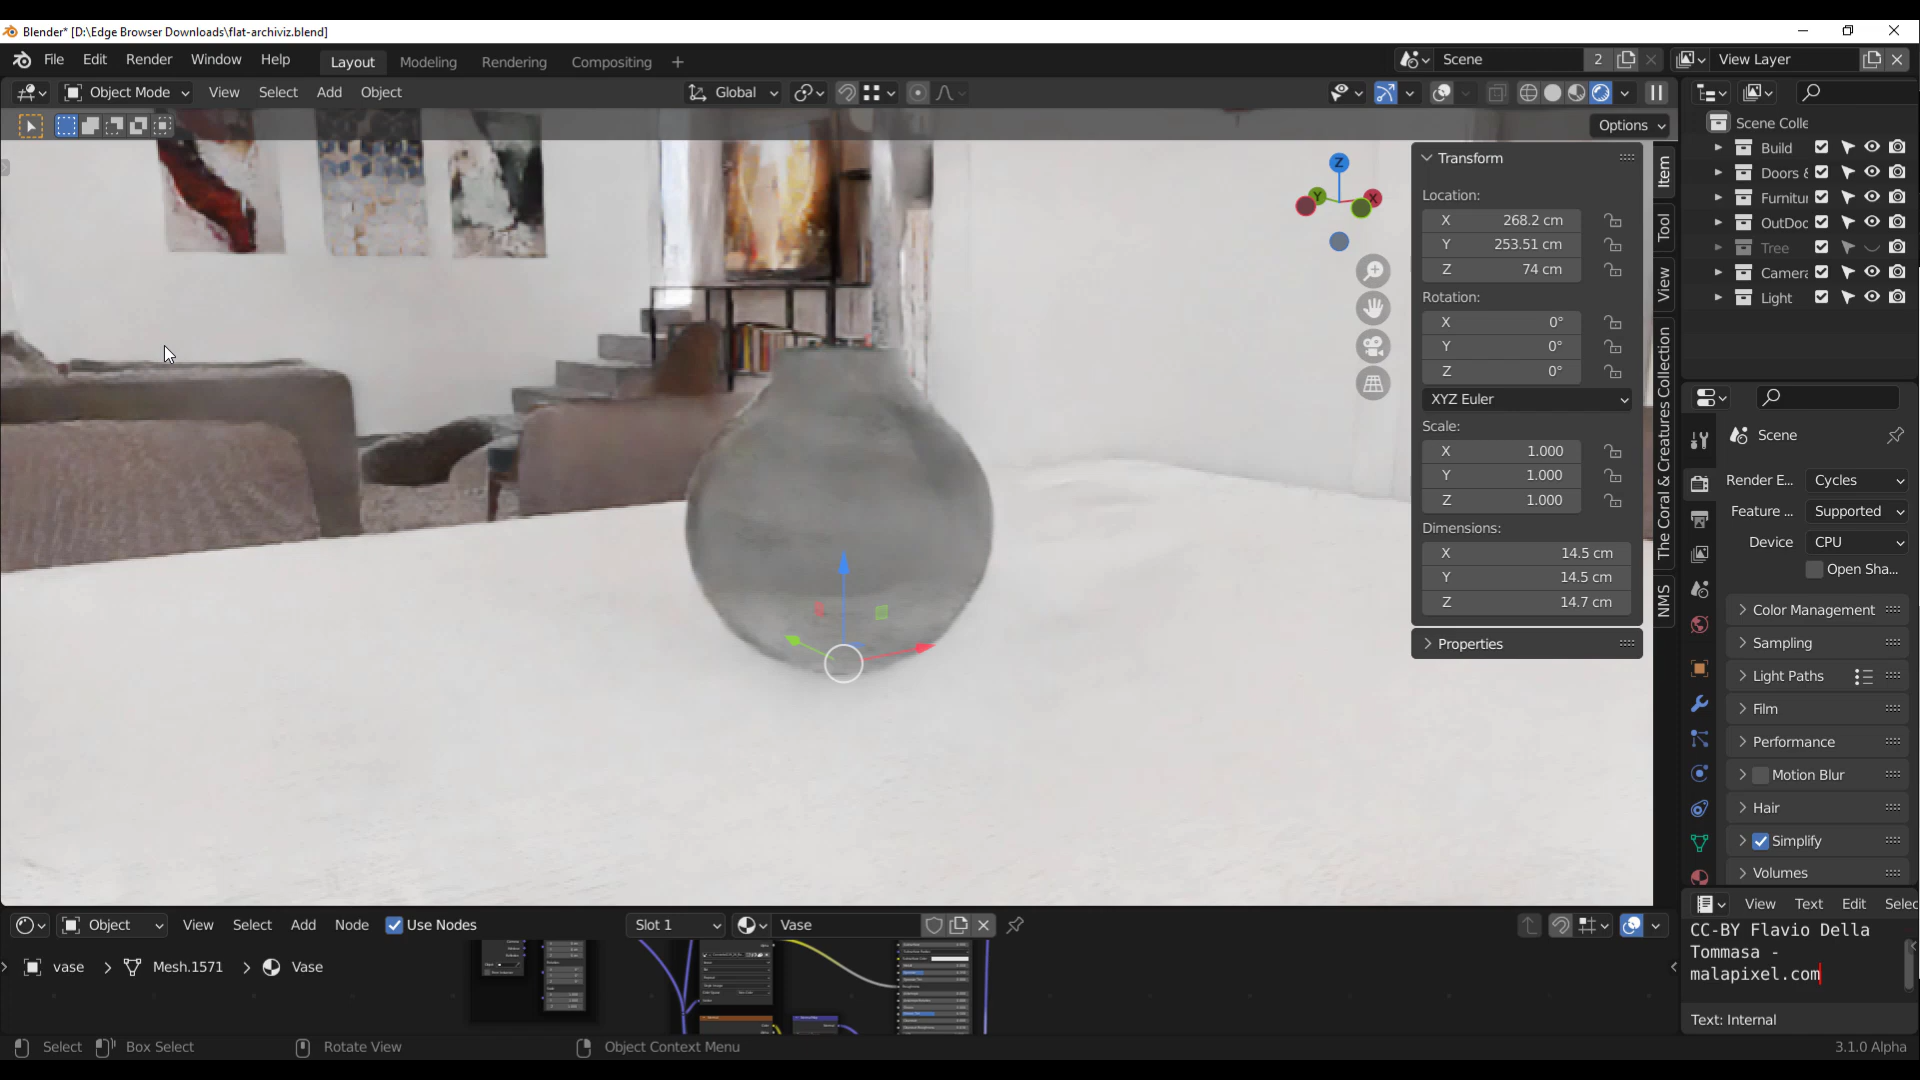 Blender* [D:\Edge Browser Downloads\flat-archiviz.blend]
File Edit Render Window Help Layout Modeling Rendering Compositing + Scene 2 View Layer
Object Mode View Select Add Object Global
Options
Transform
Location:
X 268.2 cm
Y 253.51 cm
Z 74 cm
Rotation:
X 0°
Y 0°
Z 0°
XYZ Euler
Scale:
X 1.000
Y 1.000
Z 1.000
Dimensions:
X 14.5 cm
Y 14.5 cm
Z 14.7 cm
Properties
Z
Y
X
Item
Tool
View
The Coral & Creatures Collection
NMS
Scene Colle
Build
Doors &
Furnitur
OutDoo
Tree
Camera
Light
Scene
Render E... Cycles
Feature ... Supported
Device CPU
Open Sha...
Color Management
Sampling
Light Paths
Film
Performance
Motion Blur
Hair
Simplify
Volumes
View Text Edit Selec
CC-BY Flavio Della
Tommasa -
malapixel.com
Text: Internal
Object View Select Add Node Use Nodes Slot 1 Vase
vase > Mesh.1571 > Vase
Select Box Select Rotate View Object Context Menu 3.1.0 Alpha